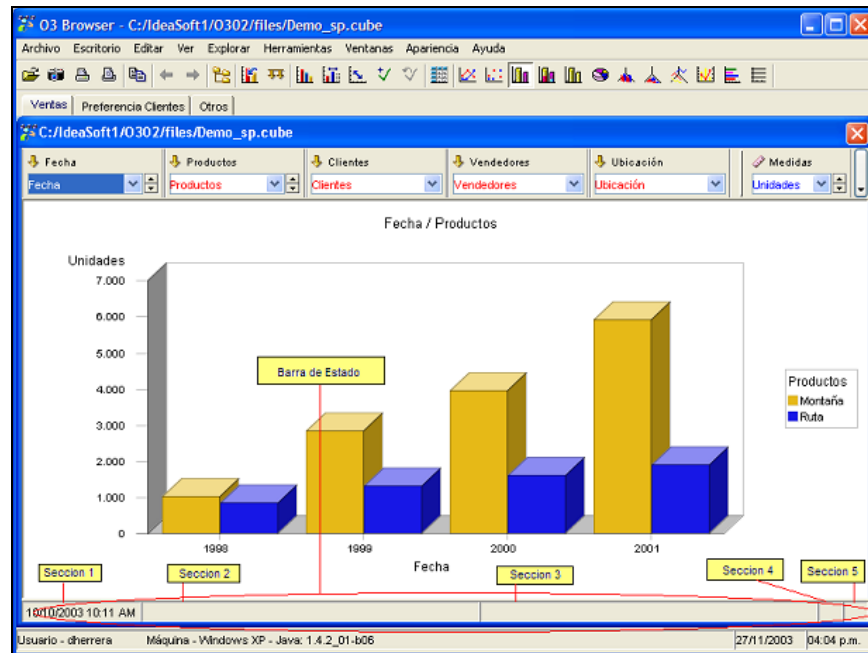 O3 Browser - C:/IdeaSoft1/O302/files/Demo_sp.cube
Archivo Escritorio Editar Ver Explorar Herramientas Ventanas Apariencia Ayuda
Ventas Preferencia Clientes Otros
C:/IdeaSoft1/O302/files/Demo_sp.cube
Fecha Productos Clientes Vendedores Ubicación Medidas
Fecha Productos Clientes Vendedores Ubicación Unidades
Fecha / Productos
Unidades
7.000
6.000
5.000
4.000
3.000
2.000
1.000
0
Barra de Estado
Productos
Montaña
Ruta
1998 1999 2000 2001
Fecha
Seccion 1 Seccion 2 Seccion 3 Seccion 4 Seccion 5
10/10/2003 10:11 AM
Usuario - dherrera Máquina - Windows XP - Java: 1.4.2_01-b06 27/11/2003 04:04 p.m.